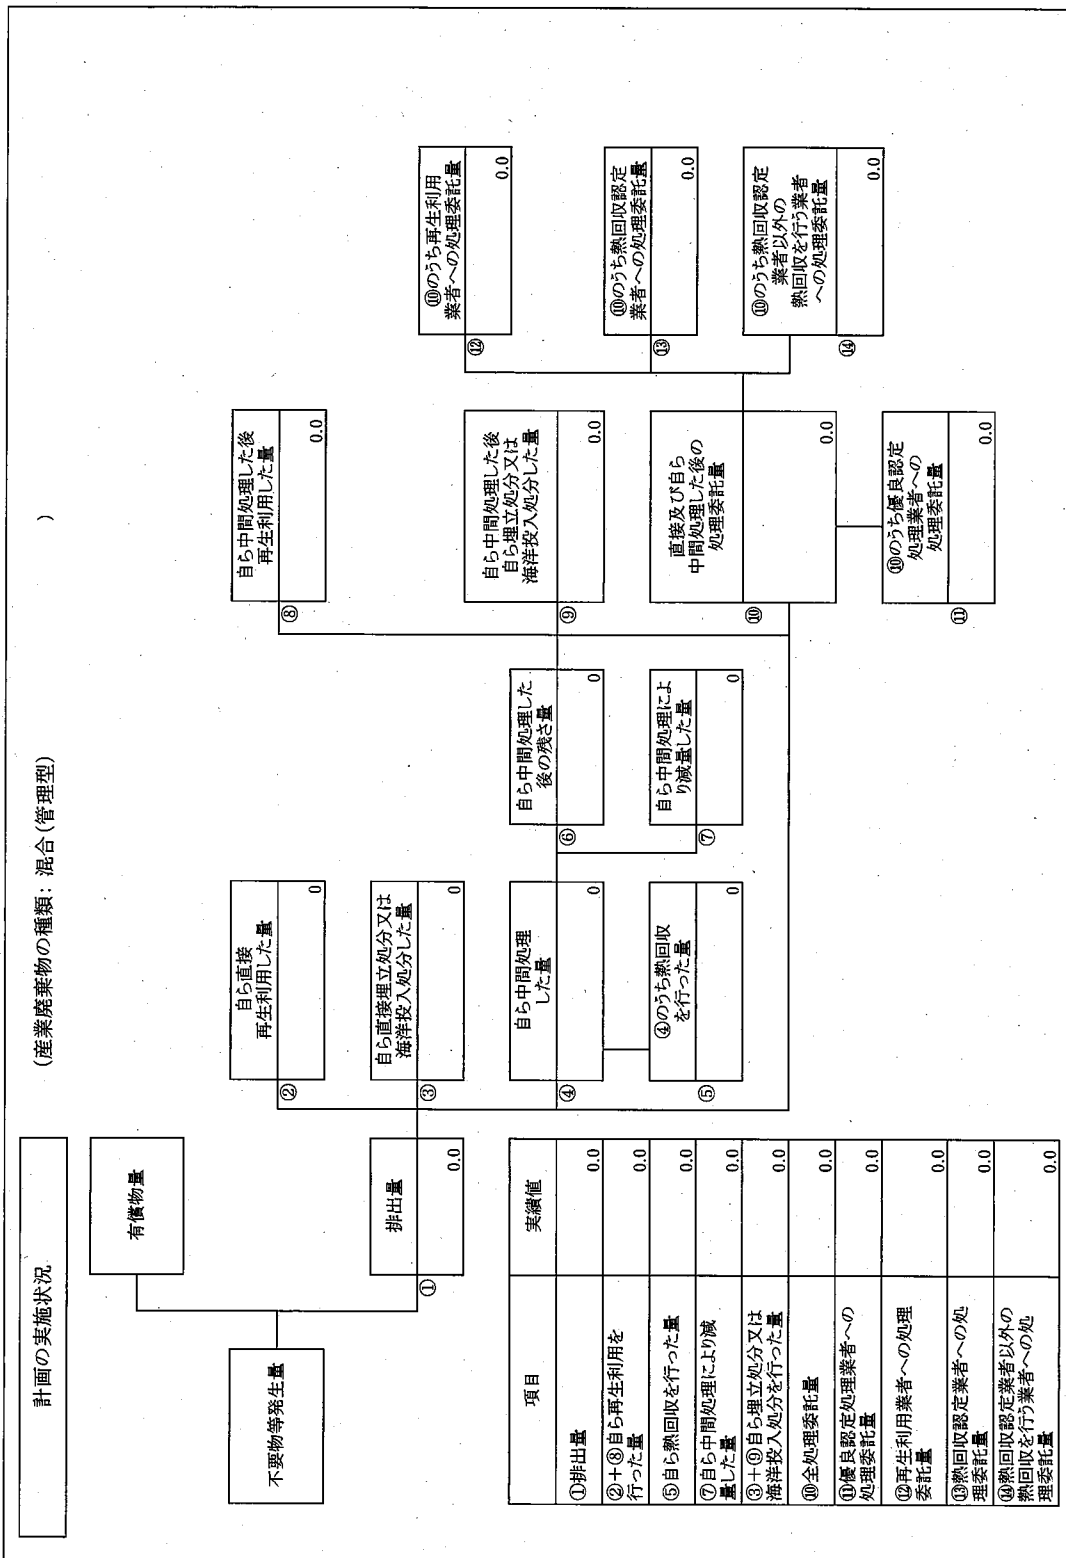 計画の実施状況
(産業廃棄物の種類: 混合(管理型)
)
不要物等発生量
有償物量
①
排出量
0.0
②
自ら直接
再生利用した量
0
③
自ら直接埋立処分又は
海洋投入処分した量
0
④
自ら中間処理
した量
0
⑤
④のうち熱回収
を行った量
0
⑥
自ら中間処理した
後の残さ量
0
⑦
自ら中間処理によ
り減量した量
0
⑧
自ら中間処理した後
再生利用した量
0.0
⑨
自ら中間処理した後
自ら埋立処分又は
海洋投入処分した量
0.0
⑩
直接及び自ら
中間処理した後の
処理委託量
0.0
⑪
⑩のうち優良認定
処理業者への
処理委託量
0.0
⑫
⑩のうち再生利用
業者への処理委託量
0.0
⑬
⑩のうち熱回収認定
業者への処理委託量
0.0
⑭
⑩のうち熱回収認定
業者以外の
熱回収を行う業者
への処理委託量
0.0
項目
実績値
①排出量
0.0
②+⑧自ら再生利用を
行った量
0.0
⑤自ら熱回収を行った量
0.0
⑦自ら中間処理により減
量した量
0.0
③+⑨自ら埋立処分又は
海洋投入処分を行った量
0.0
⑩全処理委託量
0.0
⑪優良認定処理業者への
処理委託量
0.0
⑫再生利用業者への処理
委託量
0.0
⑬熱回収認定業者への処
理委託量
0.0
⑭熱回収認定業者以外の
熱回収を行う業者への処
理委託量
0.0